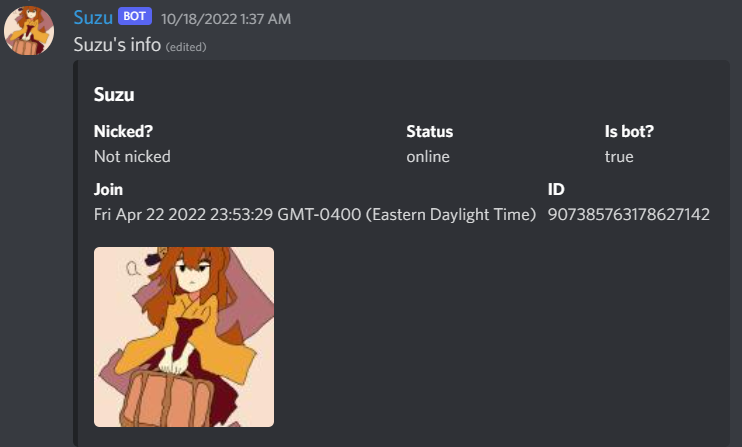 Suzu BOT 10/18/2022 1:37 AM
Suzu's info (edited)
Suzu
Nicked? Status Is bot?
Not nicked online true
Join ID
Fri Apr 22 2022 23:53:29 GMT-0400 (Eastern Daylight Time) 907385763178627142